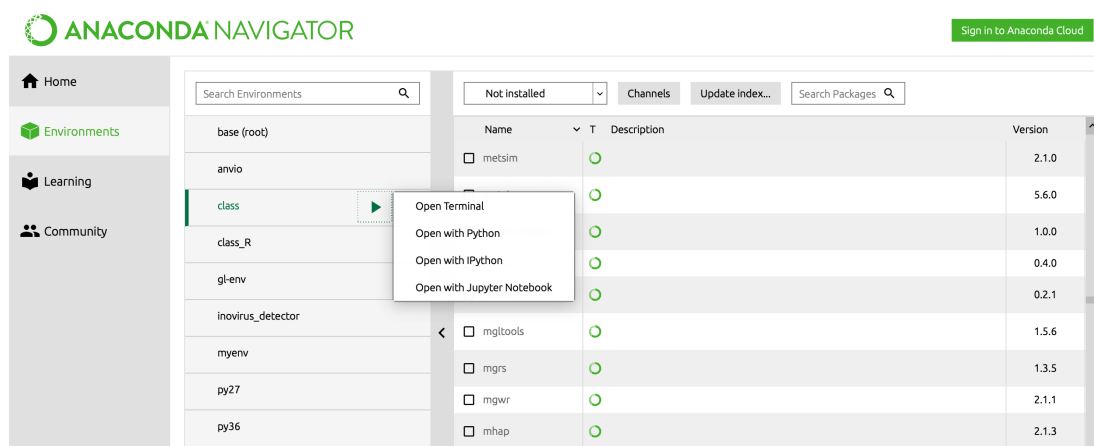 ANACONDA NAVIGATOR
Sign in to Anaconda Cloud
Home
Environments
Learning
Community
Search Environments
base (root)
anvio
class
class_R
gl-env
inovirus_detector
myenv
py27
py36
Open Terminal
Open with Python
Open with IPython
Open with Jupyter Notebook
Not installed
Channels
Update index...
Search Packages
Name T Description Version
metsim 2.1.0
5.6.0
1.0.0
0.4.0
0.2.1
mgltools 1.5.6
mgrs 1.3.5
mgwr 2.1.1
mhap 2.1.3